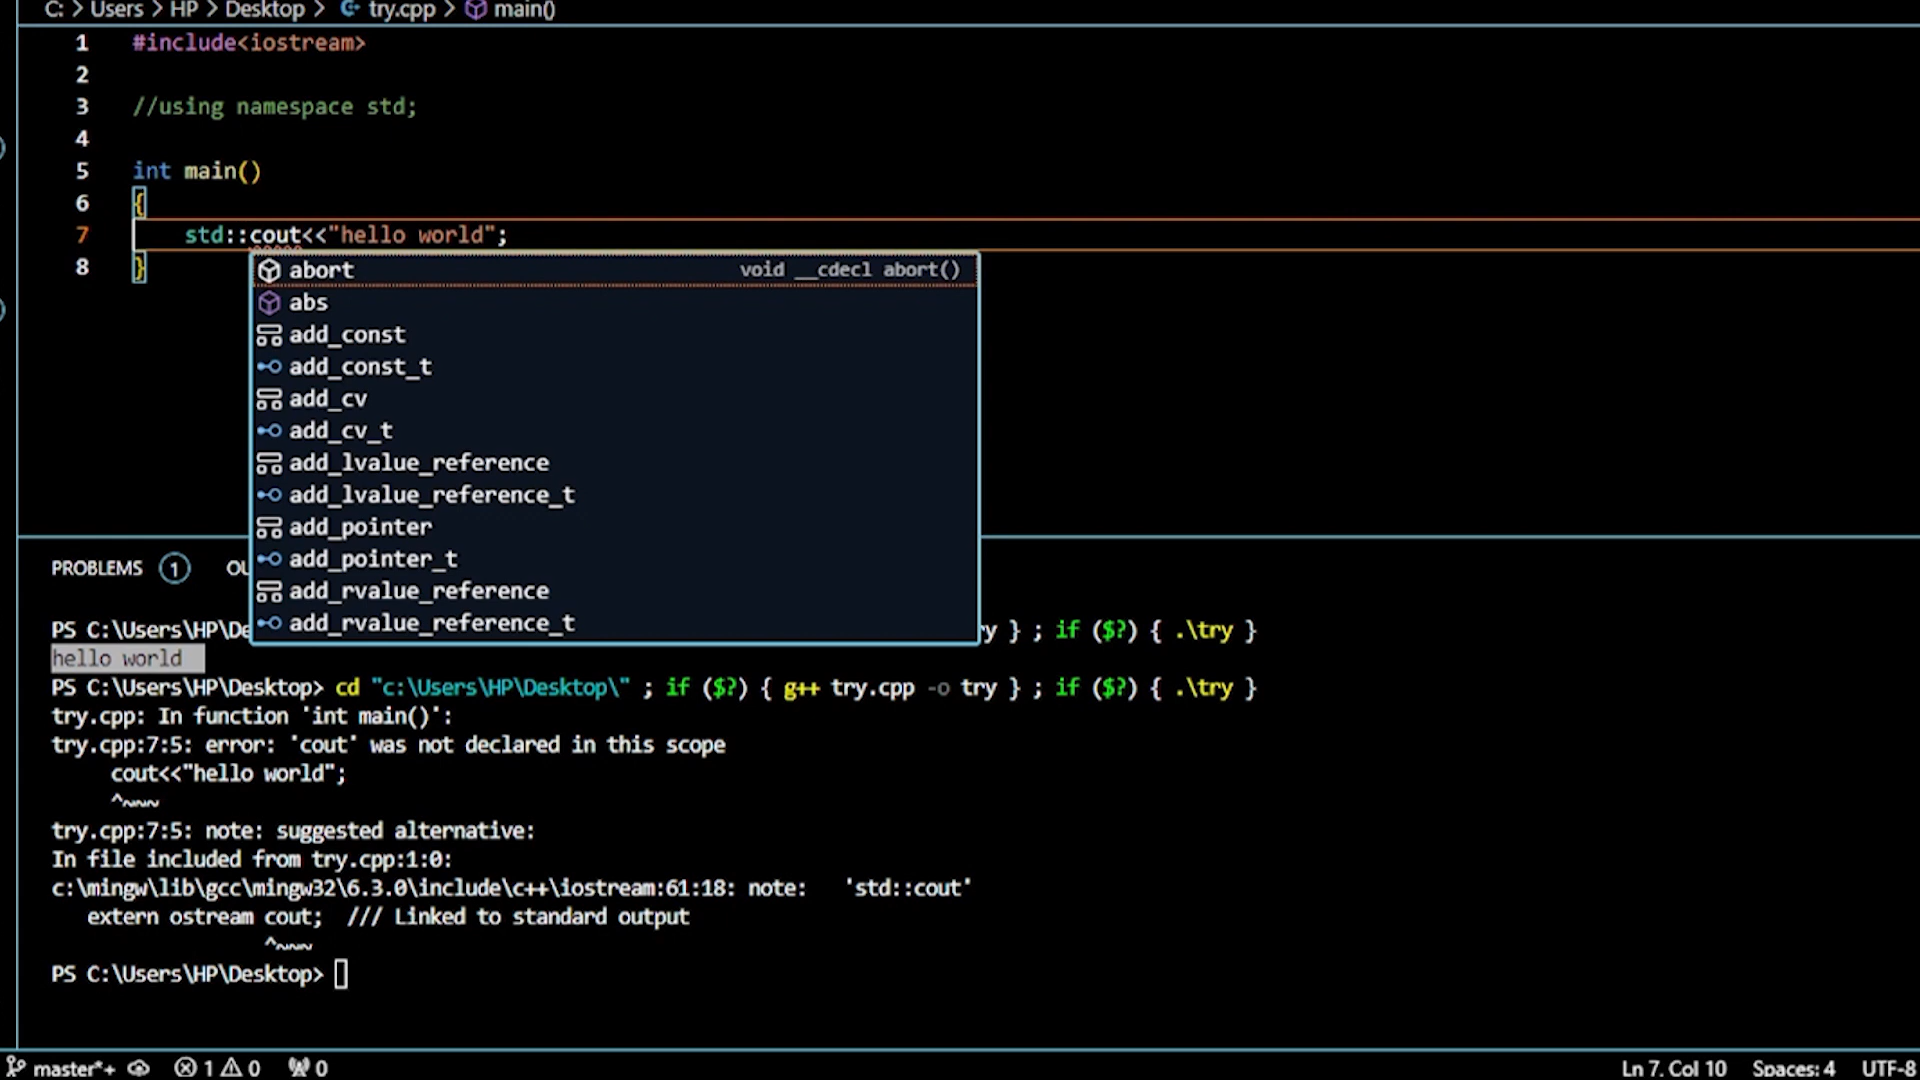 C: > Users > HP > Desktop > try.cpp > main()
1 #include<iostream>
2
3 //using namespace std;
4
5 int main()
6 {
7 std::cout<<"hello world";
8 }
abort void __cdecl abort()
abs
add_const
add_const_t
add_cv
add_cv_t
add_lvalue_reference
add_lvalue_reference_t
add_pointer
add_pointer_t
add_rvalue_reference
add_rvalue_reference_t
PROBLEMS 1 OU
PS C:\Users\HP\De y } ; if ($?) { .\try }
hello world
PS C:\Users\HP\Desktop> cd "c:\Users\HP\Desktop\" ; if ($?) { g++ try.cpp -o try } ; if ($?) { .\try }
try.cpp: In function 'int main()':
try.cpp:7:5: error: 'cout' was not declared in this scope
cout<<"hello world";
^~~~
try.cpp:7:5: note: suggested alternative:
In file included from try.cpp:1:0:
c:\mingw\lib\gcc\mingw32\6.3.0\include\c++\iostream:61:18: note: 'std::cout'
extern ostream cout; /// Linked to standard output
^~~~
PS C:\Users\HP\Desktop>
master*+ 1 0 0 Ln 7, Col 10 Spaces: 4 UTF-8